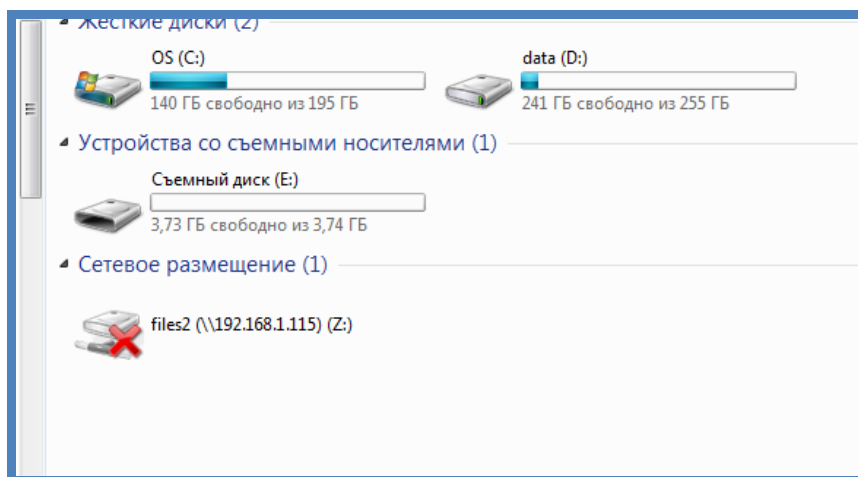 Жесткие диски (2)
OS (C:)
140 ГБ свободно из 195 ГБ
data (D:)
241 ГБ свободно из 255 ГБ
Устройства со съемными носителями (1)
Съемный диск (E:)
3,73 ГБ свободно из 3,74 ГБ
Сетевое размещение (1)
files2 (\\192.168.1.115) (Z:)